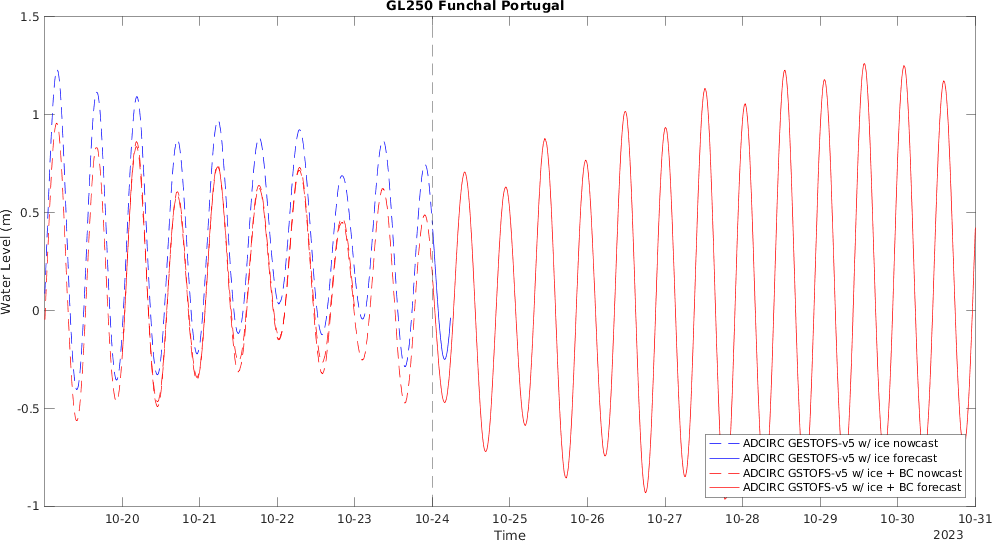 GL250 Funchal Portugal
1.5
1
0.5
0
-0.5
-1
Water Level (m)
10-20 10-21 10-22 10-23 10-24 10-25 10-26 10-27 10-28 10-29 10-30 10-31
Time
2023
ADCIRC GESTOFS-v5 w/ ice nowcast
ADCIRC GESTOFS-v5 w/ ice forecast
ADCIRC GSTOFS-v5 w/ ice + BC nowcast
ADCIRC GSTOFS-v5 w/ ice + BC forecast